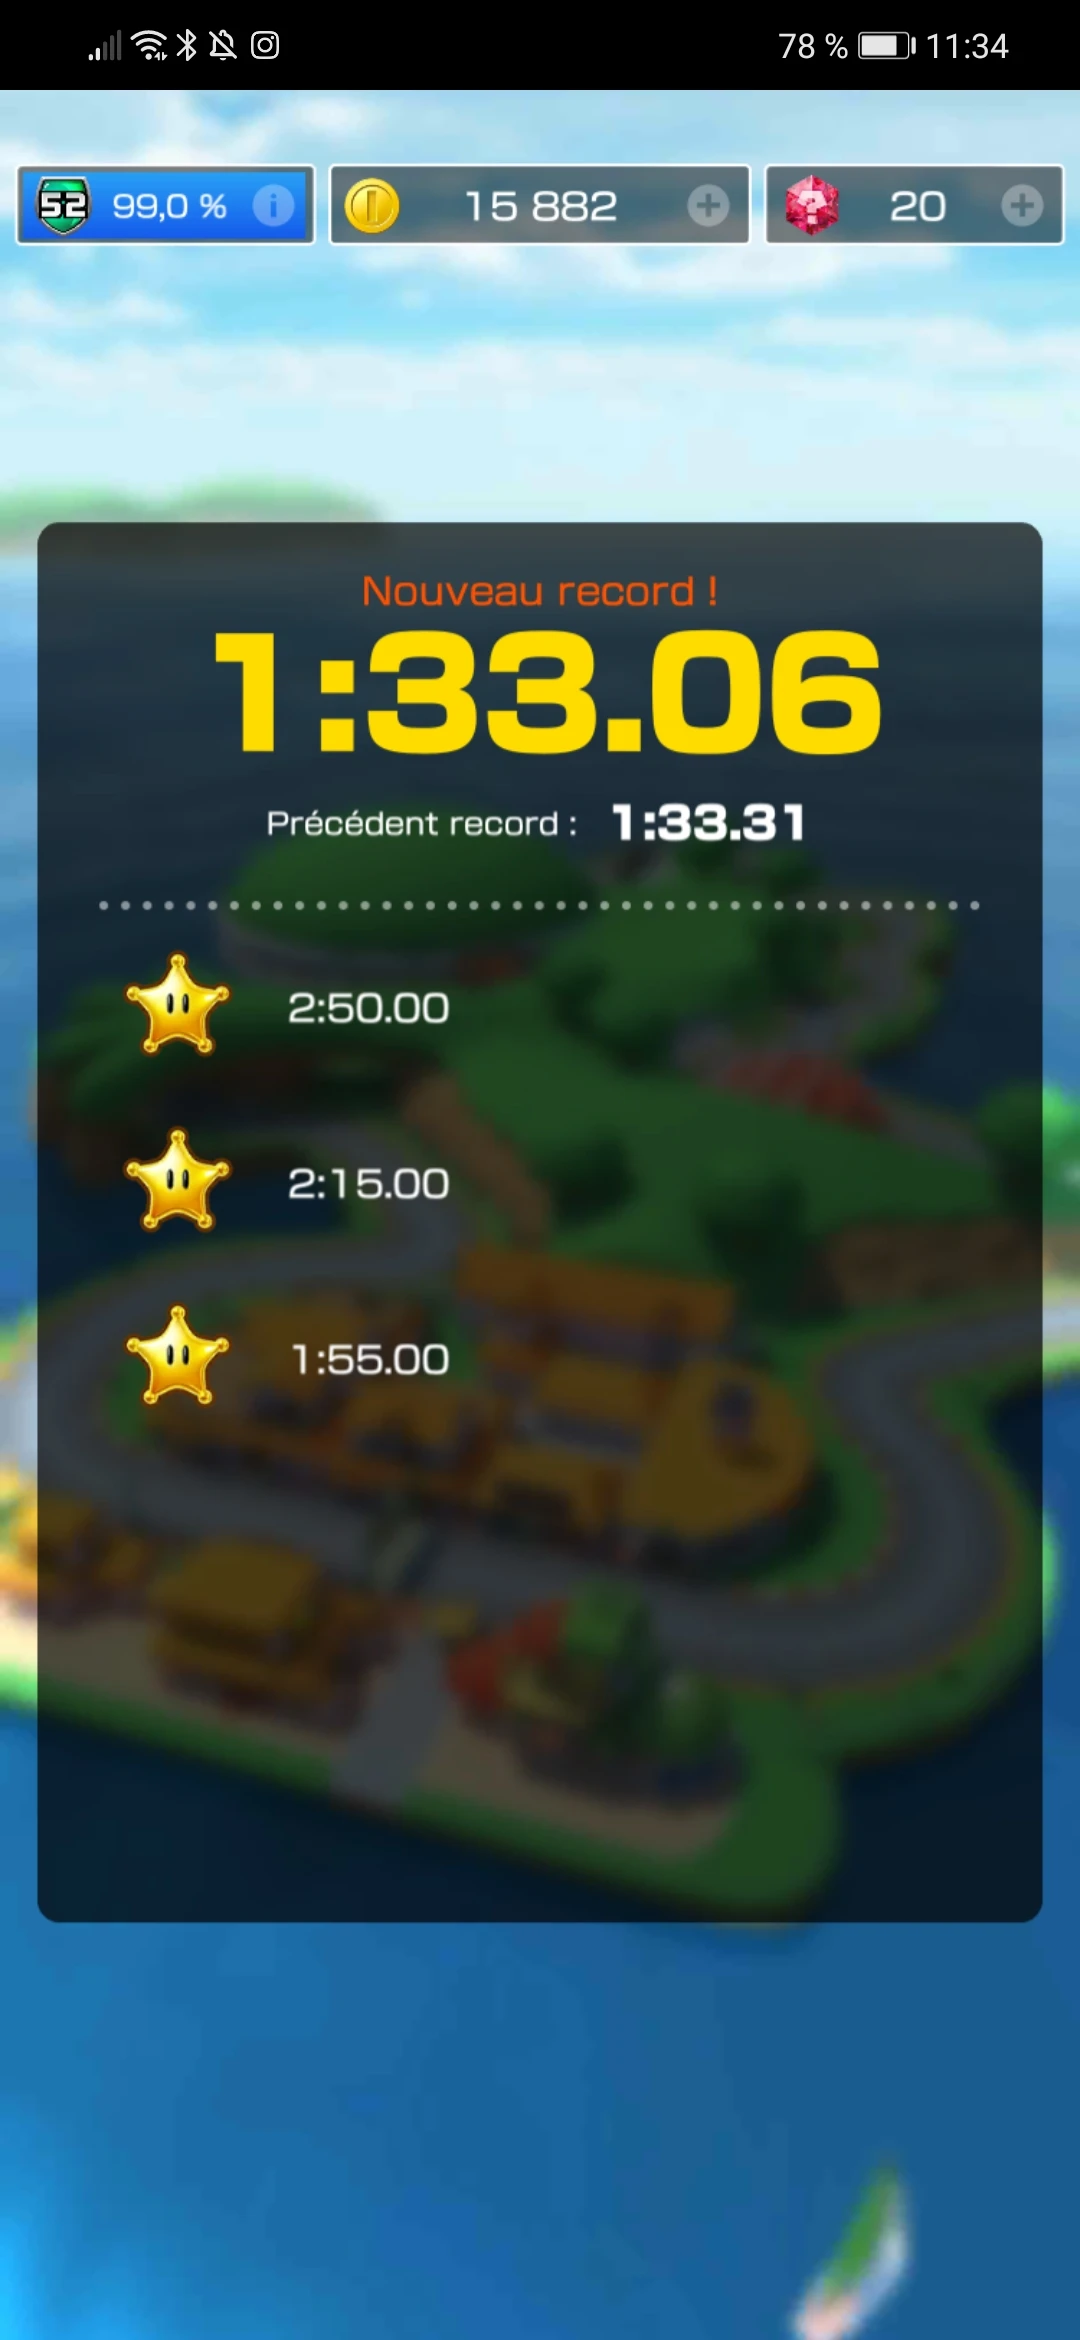 78 % 11:34
52 99,0 % i 15 882 + ? 20 +
Nouveau record !
1:33.06
Précédent record : 1:33.31
2:50.00
2:15.00
1:55.00